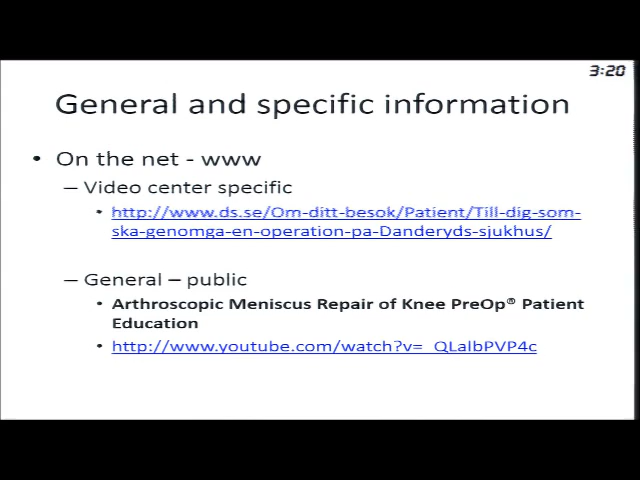 3:20
General and specific information
• On the net - www
– Video center specific
• http://www.ds.se/Om-ditt-besok/Patient/Till-dig-som-
ska-genomga-en-operation-pa-Danderyds-sjukhus/
– General – public
• Arthroscopic Meniscus Repair of Knee PreOp® Patient
Education
• http://www.youtube.com/watch?v=_QLalbPVP4c